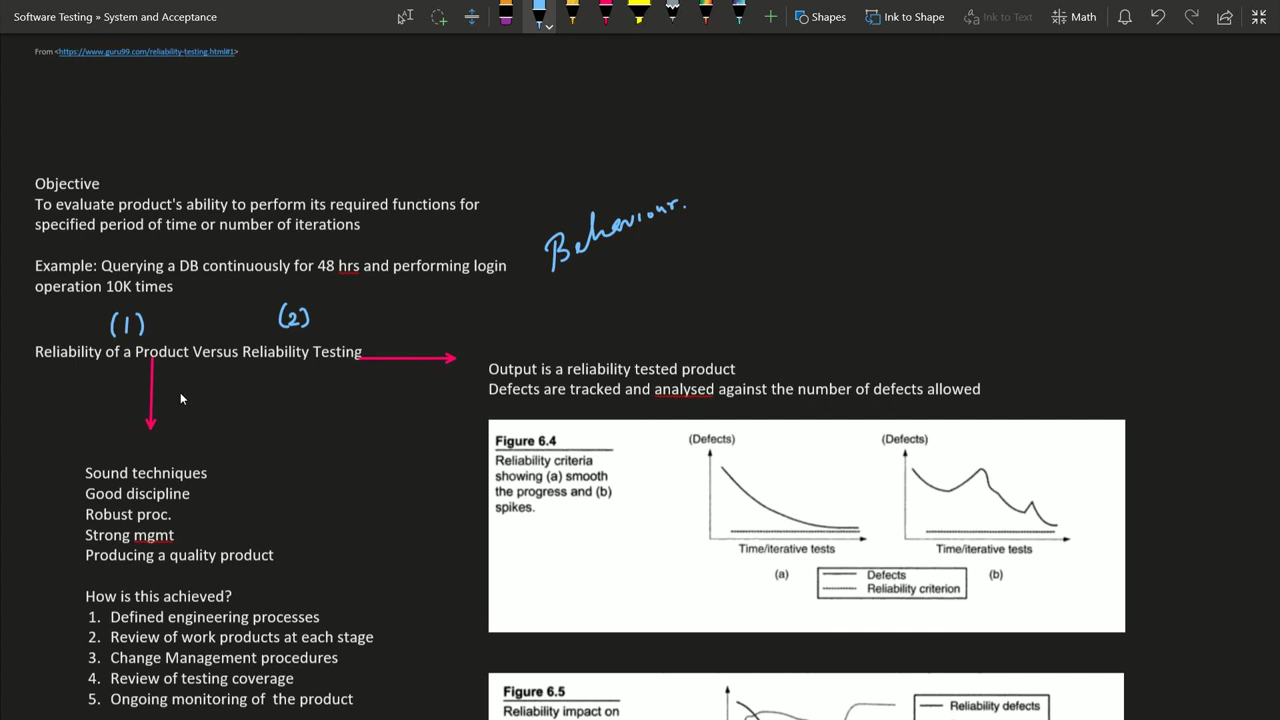 Software Testing » System and Acceptance
Shapes
Ink to Shape
Ink to Text
Math
From <https://www.guru99.com/reliability-testing.html#1>
Objective
To evaluate product's ability to perform its required functions for
specified period of time or number of iterations
Behaviour.
Example: Querying a DB continuously for 48 hrs and performing login
operation 10K times
(1)
(2)
Reliability of a Product Versus Reliability Testing
Output is a reliability tested product
Defects are tracked and analysed against the number of defects allowed
Sound techniques
Good discipline
Robust proc.
Strong mgmt
Producing a quality product
How is this achieved?
1. Defined engineering processes
2. Review of work products at each stage
3. Change Management procedures
4. Review of testing coverage
5. Ongoing monitoring of the product
Figure 6.4
Reliability criteria
showing (a) smooth
the progress and (b)
spikes.
(Defects)
Time/iterative tests
(a)
(Defects)
Time/iterative tests
(b)
Defects
Reliability criterion
Figure 6.5
Reliability impact on
Reliability defects